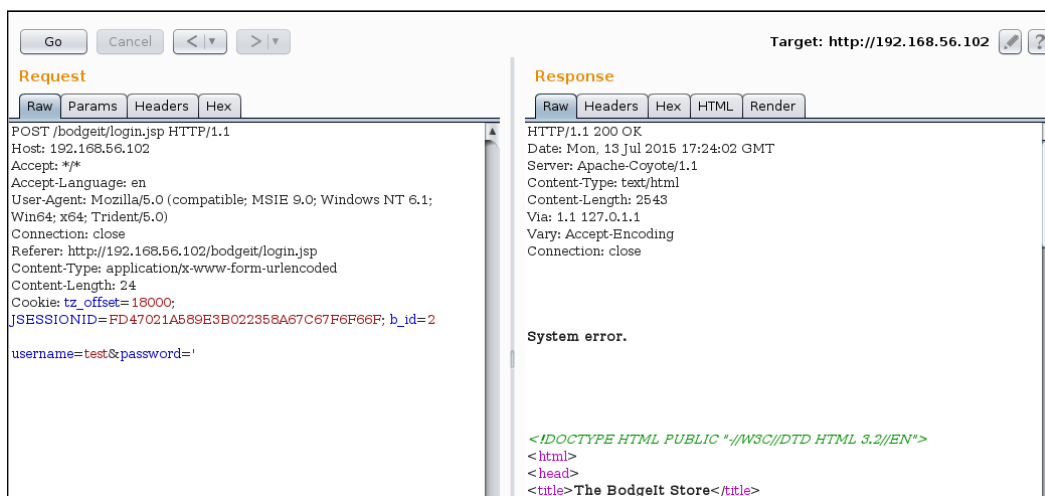 Go Cancel < > Target: http://192.168.56.102 ?
Request
Raw Params Headers Hex
POST /bodgeit/login.jsp HTTP/1.1
Host: 192.168.56.102
Accept: */*
Accept-Language: en
User-Agent: Mozilla/5.0 (compatible; MSIE 9.0; Windows NT 6.1;
Win64; x64; Trident/5.0)
Connection: close
Referer: http://192.168.56.102/bodgeit/login.jsp
Content-Type: application/x-www-form-urlencoded
Content-Length: 24
Cookie: tz_offset=18000;
JSESSIONID=FD47021A589E3B022358A67C67F6F66F; b_id=2
username=test&password='
Response
Raw Headers Hex HTML Render
HTTP/1.1 200 OK
Date: Mon, 13 Jul 2015 17:24:02 GMT
Server: Apache-Coyote/1.1
Content-Type: text/html
Content-Length: 2543
Via: 1.1 127.0.1.1
Vary: Accept-Encoding
Connection: close
System error.
<!DOCTYPE HTML PUBLIC "-//W3C//DTD HTML 3.2//EN">
<html>
<head>
<title>The BodgeIt Store</title>